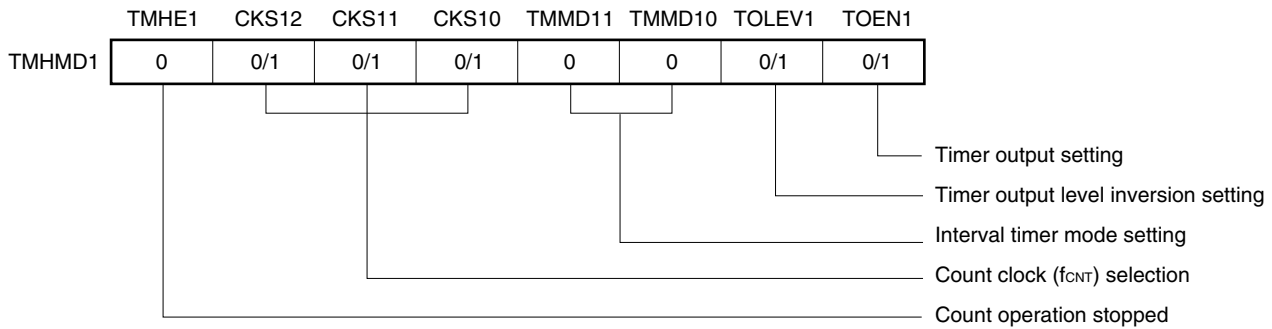 TMHE1 CKS12 CKS11 CKS10 TMMD11 TMMD10 TOLEV1 TOEN1
TMHMD1 0 0/1 0/1 0/1 0 0 0/1 0/1
Timer output setting
Timer output level inversion setting
Interval timer mode setting
Count clock (fCNT) selection
Count operation stopped